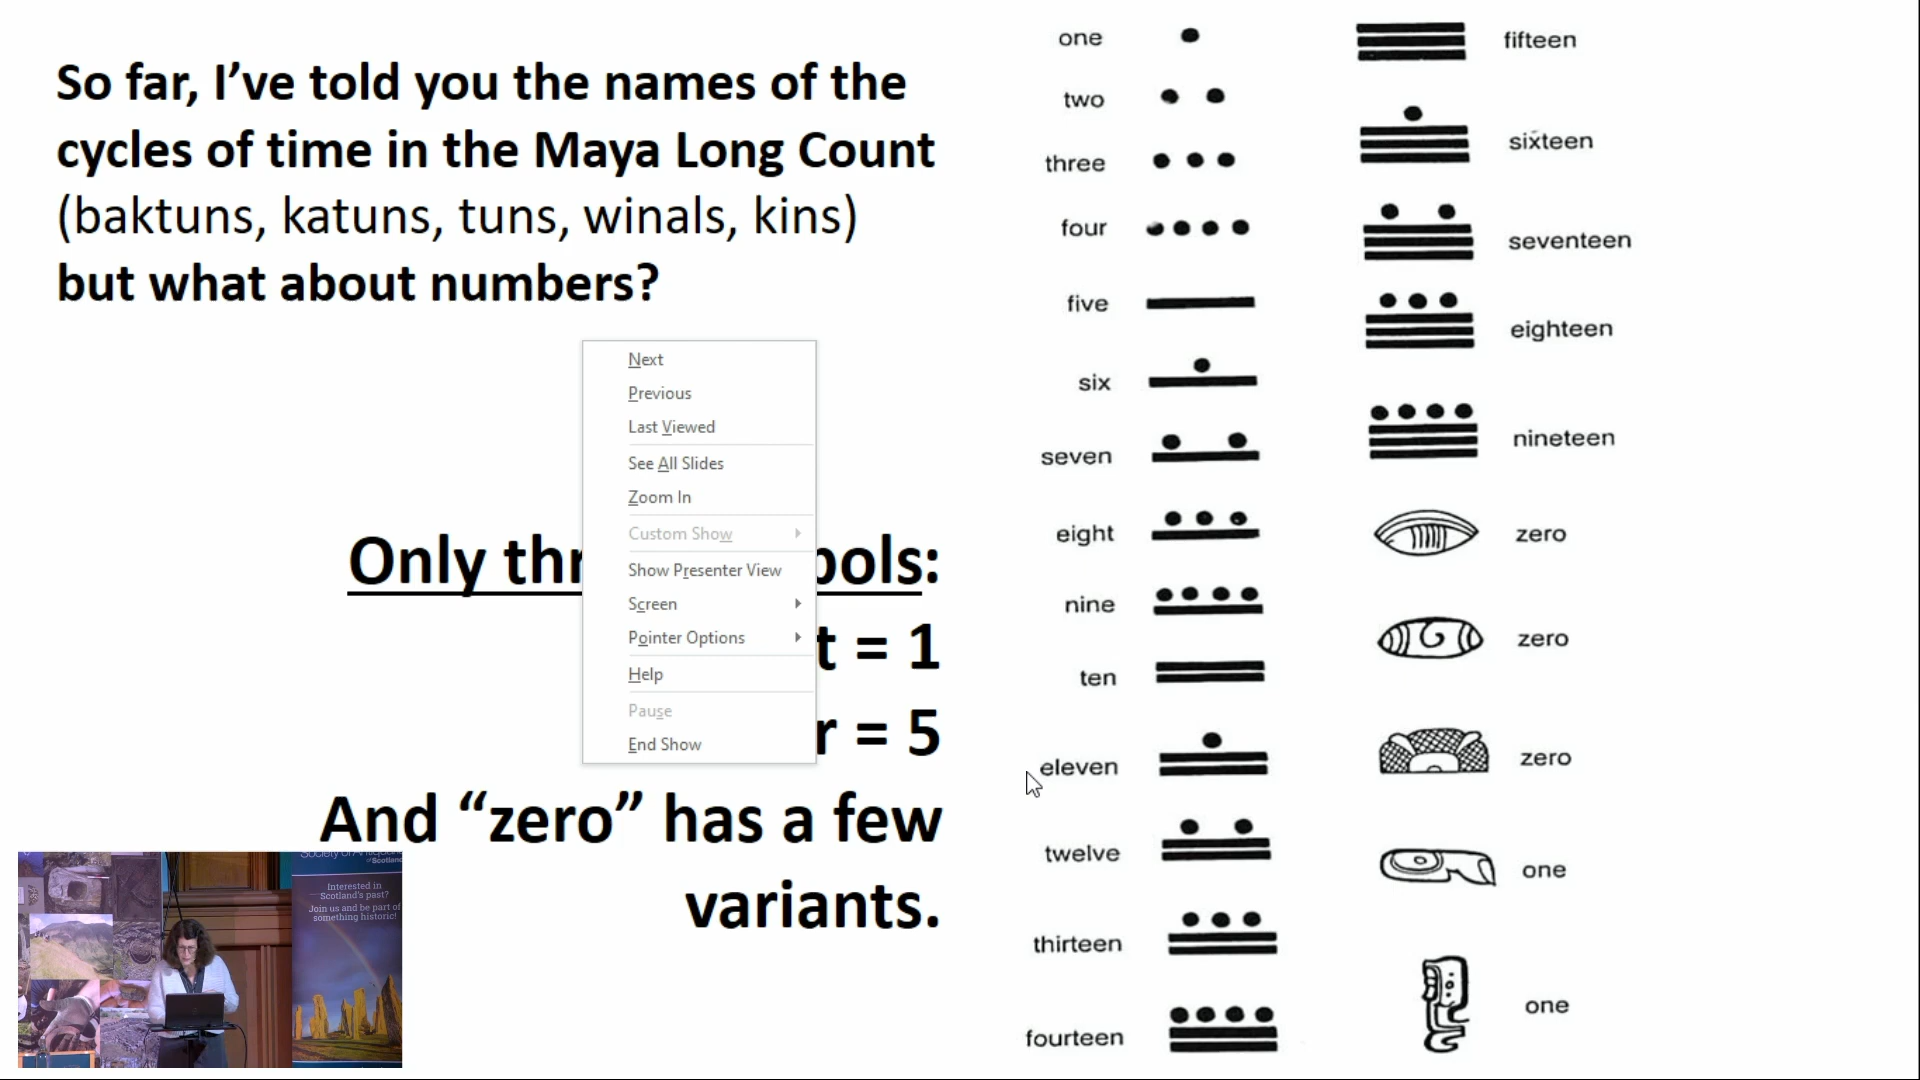 So far, I’ve told you the names of the
cycles of time in the Maya Long Count
(baktuns, katuns, tuns, winals, kins)
but what about numbers?
Next
Previous
Last Viewed
See All Slides
Zoom In
Custom Show
Show Presenter View
Screen
Pointer Options
Help
Pause
End Show
Only
:
= 1
= 5
And “zero” has a few
variants.
one
two
three
four
five
six
seven
eight
nine
ten
eleven
twelve
thirteen
fourteen
fifteen
sixteen
seventeen
eighteen
nineteen
zero
zero
zero
one
one
of Scotland
Interested in
Scotland's past?
Join us and be part of
something historic!